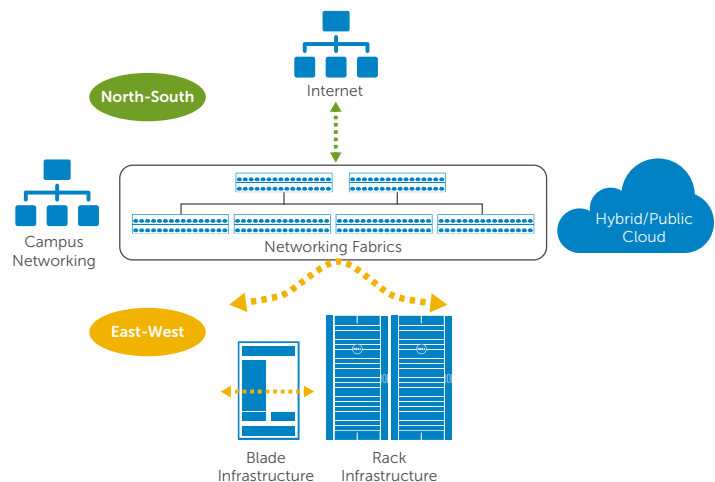 Internet
North-South
Campus
Networking
Networking Fabrics
Hybrid/Public
Cloud
East-West
Blade
Infrastructure
Rack
Infrastructure